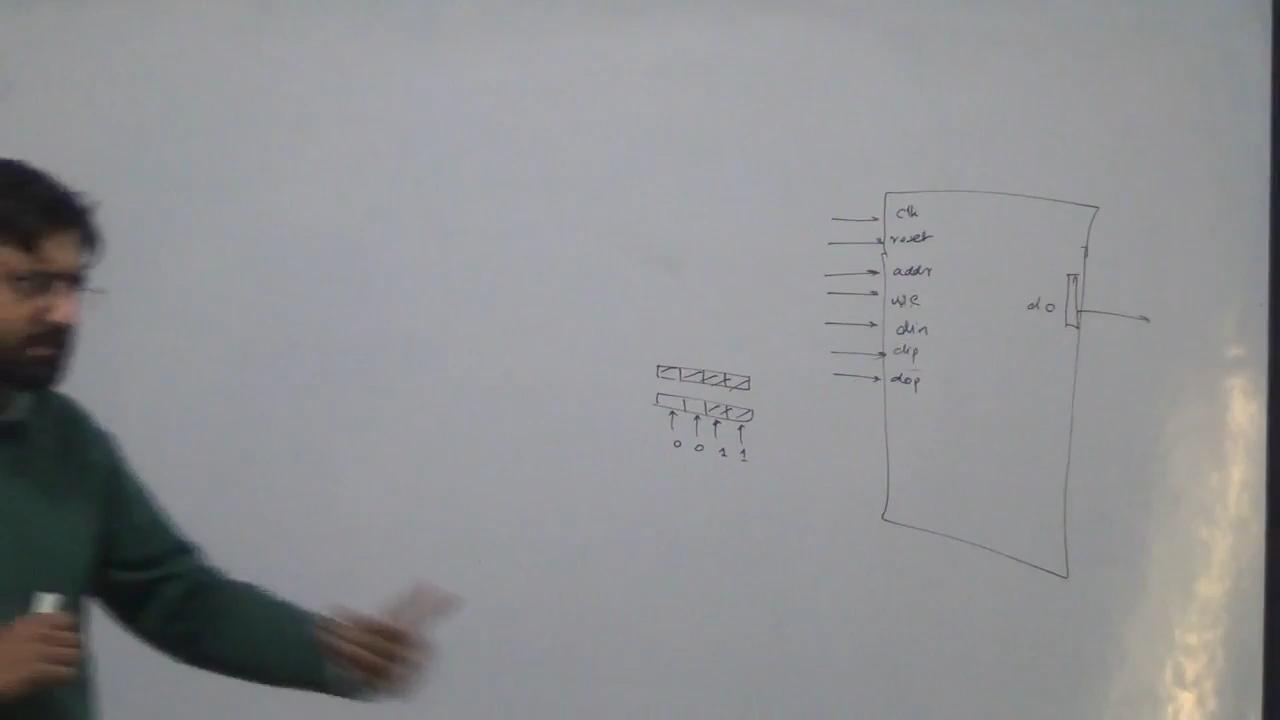 clk
reset
addr
we
din
dip
dop
do
0 0 1 1